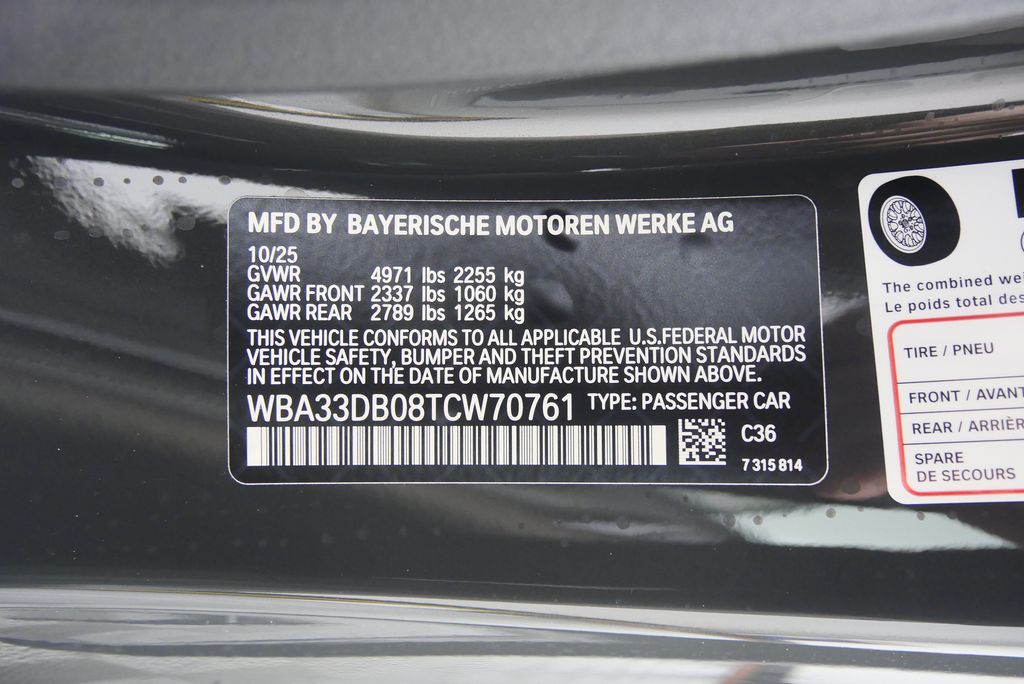 MFD BY BAYERISCHE MOTOREN WERKE AG
10/25
GVWR 4971 lbs 2255 kg
GAWR FRONT 2337 lbs 1060 kg
GAWR REAR 2789 lbs 1265 kg
THIS VEHICLE CONFORMS TO ALL APPLICABLE U.S.FEDERAL MOTOR
VEHICLE SAFETY, BUMPER AND THEFT PREVENTION STANDARDS
IN EFFECT ON THE DATE OF MANUFACTURE SHOWN ABOVE.
WBA33DB08TCW70761 TYPE: PASSENGER CAR
C36
7 315 814
The combined
Le poids total
TIRE / PNEU
FRONT / AVANT
REAR / ARRIÈR
SPARE
DE SECOURS